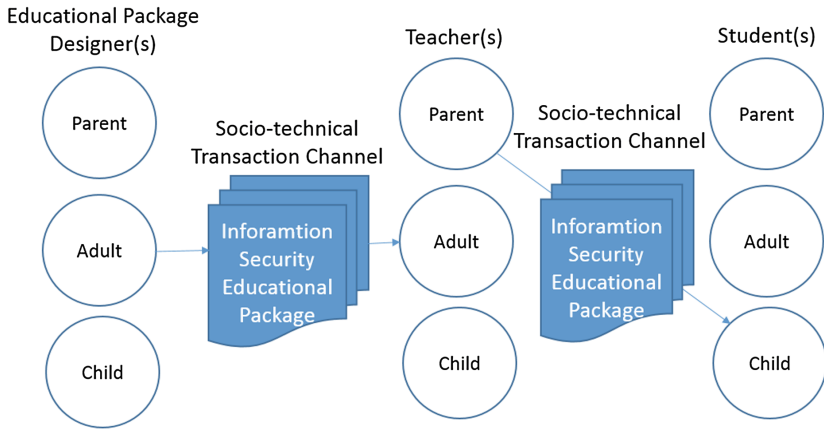 Educational Package
Designer(s)
Parent
Adult
Child
Socio-technical
Transaction Channel
Inforamtion
Security
Educational
Package
Teacher(s)
Parent
Adult
Child
Socio-technical
Transaction Channel
Inforamtion
Security
Educational
Package
Student(s)
Parent
Adult
Child